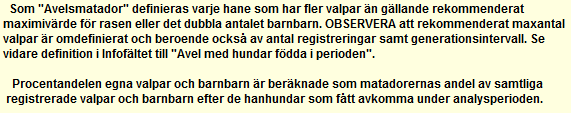 Som "Avelsmatador" definieras varje hane som har fler valpar än gällande rekommenderat
maximivärde för rasen eller det dubbla antalet barnbarn. OBSERVERA att rekommenderat maxantal
valpar är omdefinierat och beroende också av antal registreringar samt generationsintervall. Se
vidare definition i Infofältet till "Avel med hundar födda i perioden".
Procentandelen egna valpar och barnbarn är beräknade som matadorernas andel av samtliga
registrerade valpar och barnbarn efter de hanhundar som fått avkomma under analysperioden.